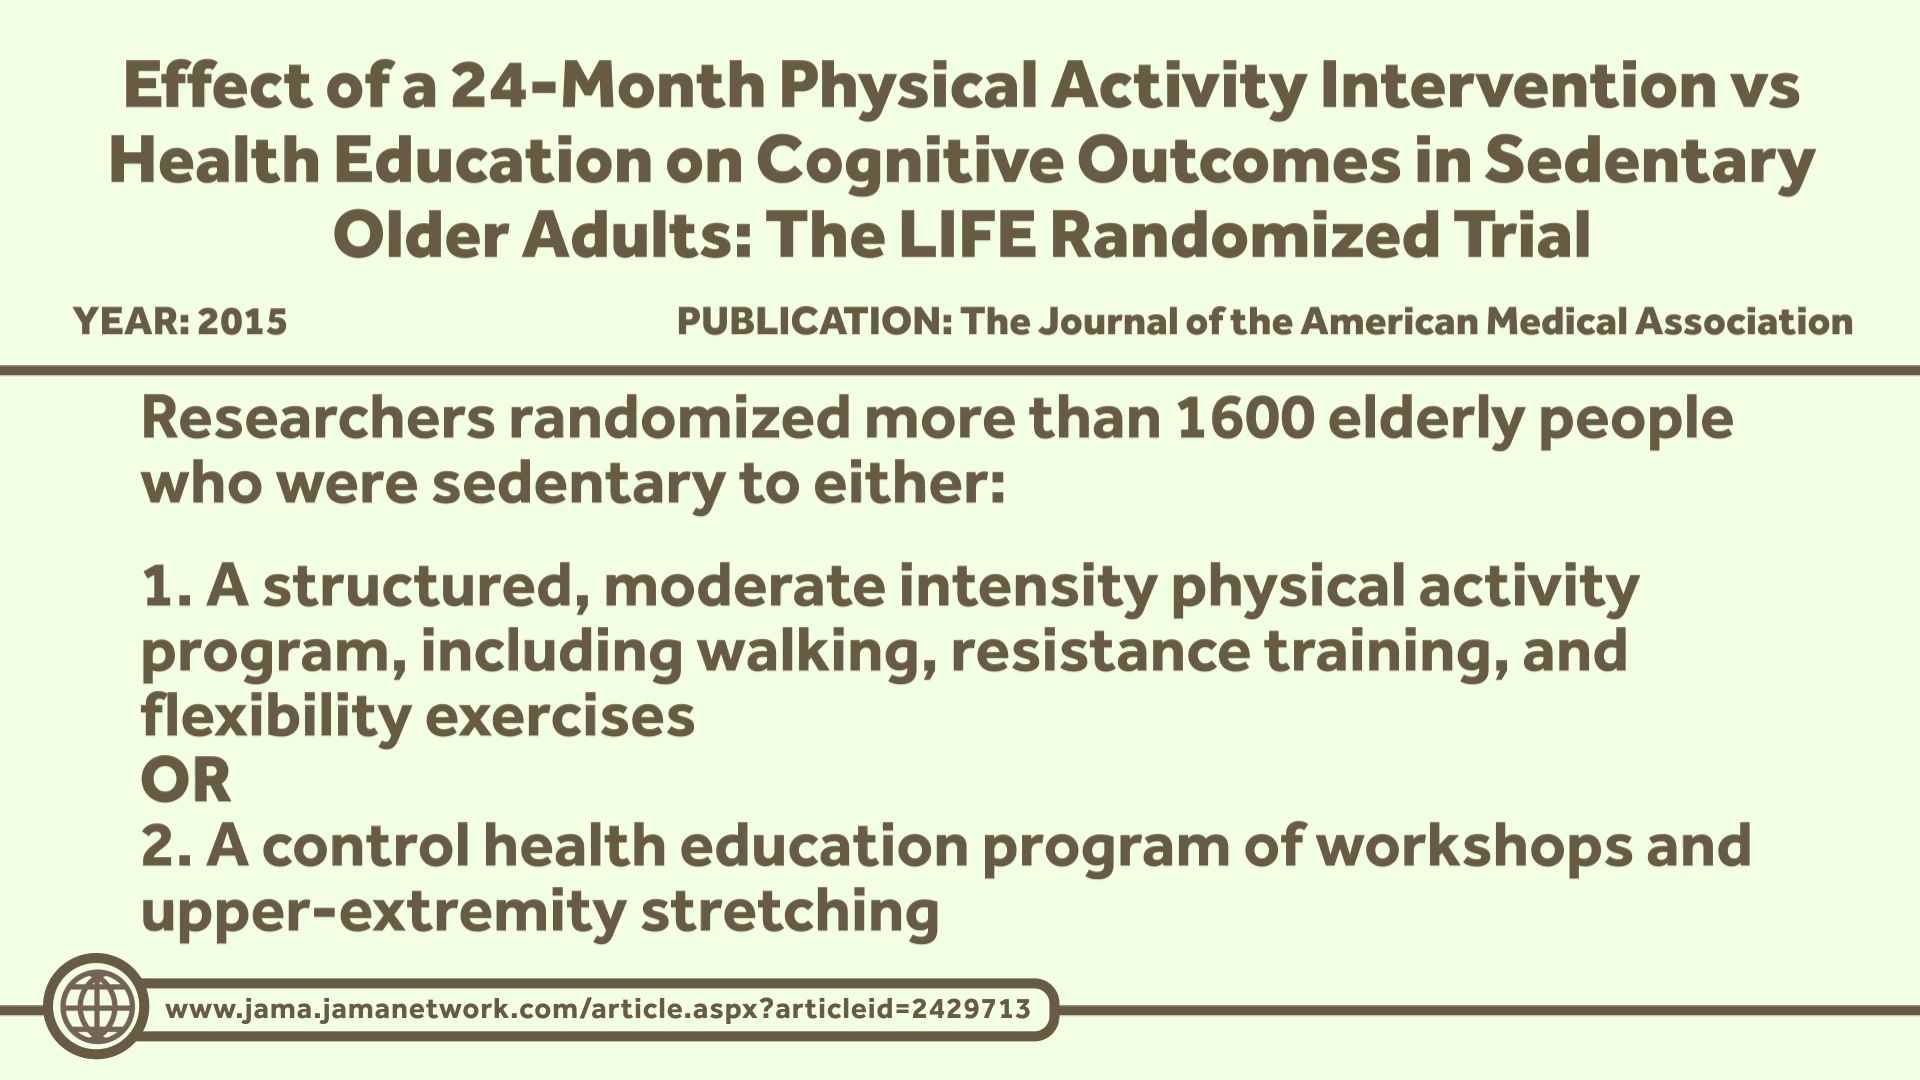 Effect of a 24-Month Physical Activity Intervention vs
Health Education on Cognitive Outcomes in Sedentary
Older Adults: The LIFE Randomized Trial
YEAR: 2015
PUBLICATION: The Journal of the American Medical Association
Researchers randomized more than 1600 elderly people
who were sedentary to either:
1. A structured, moderate intensity physical activity
program, including walking, resistance training, and
flexibility exercises
OR
2. A control health education program of workshops and
upper-extremity stretching
www.jama.jamanetwork.com/article.aspx?articleid=2429713